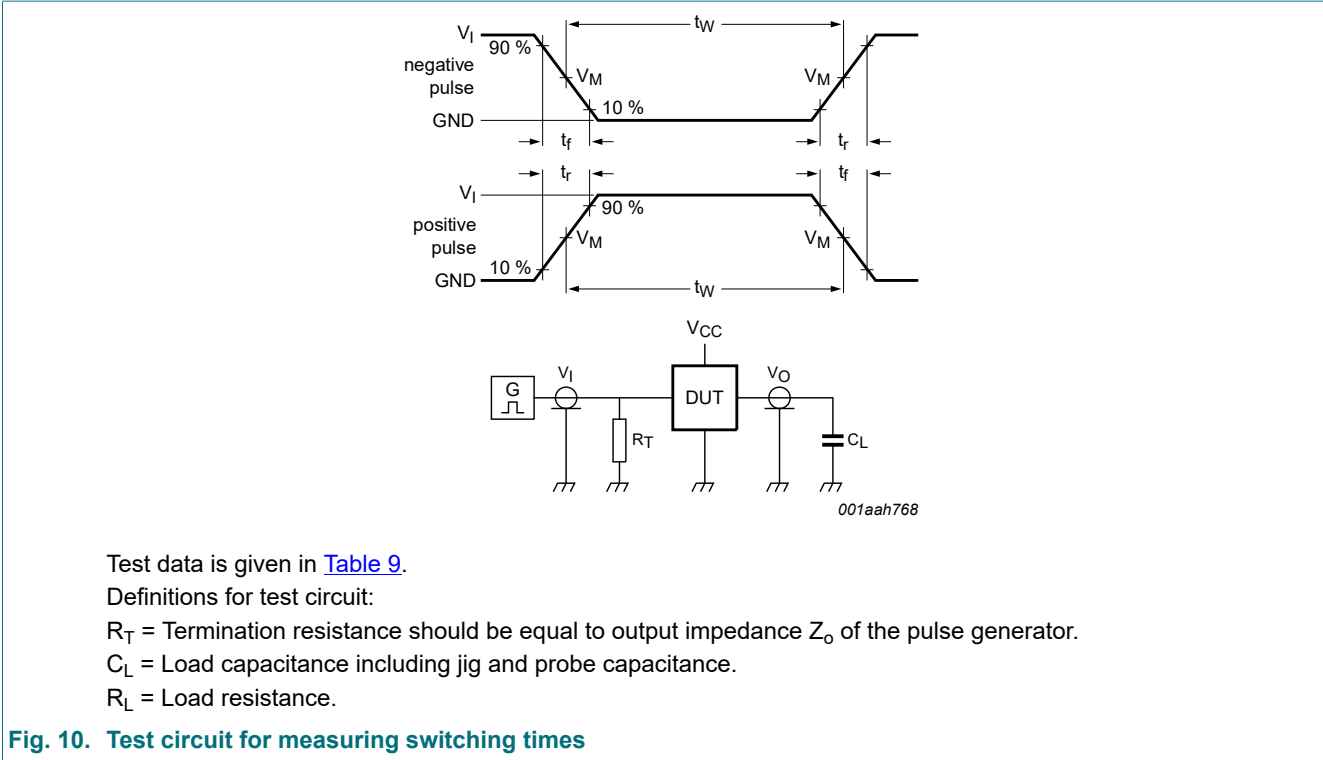 tW
VI
90 %
negative
pulse
VM
VM
10 %
GND
tf
tr
tr
tf
VI
90 %
positive
pulse
VM
VM
10 %
GND
tW
VCC
VI
VO
G
DUT
RT
CL
001aah768
Test data is given in Table 9.
Definitions for test circuit:
RT = Termination resistance should be equal to output impedance Zo of the pulse generator.
CL = Load capacitance including jig and probe capacitance.
RL = Load resistance.
Fig. 10. Test circuit for measuring switching times